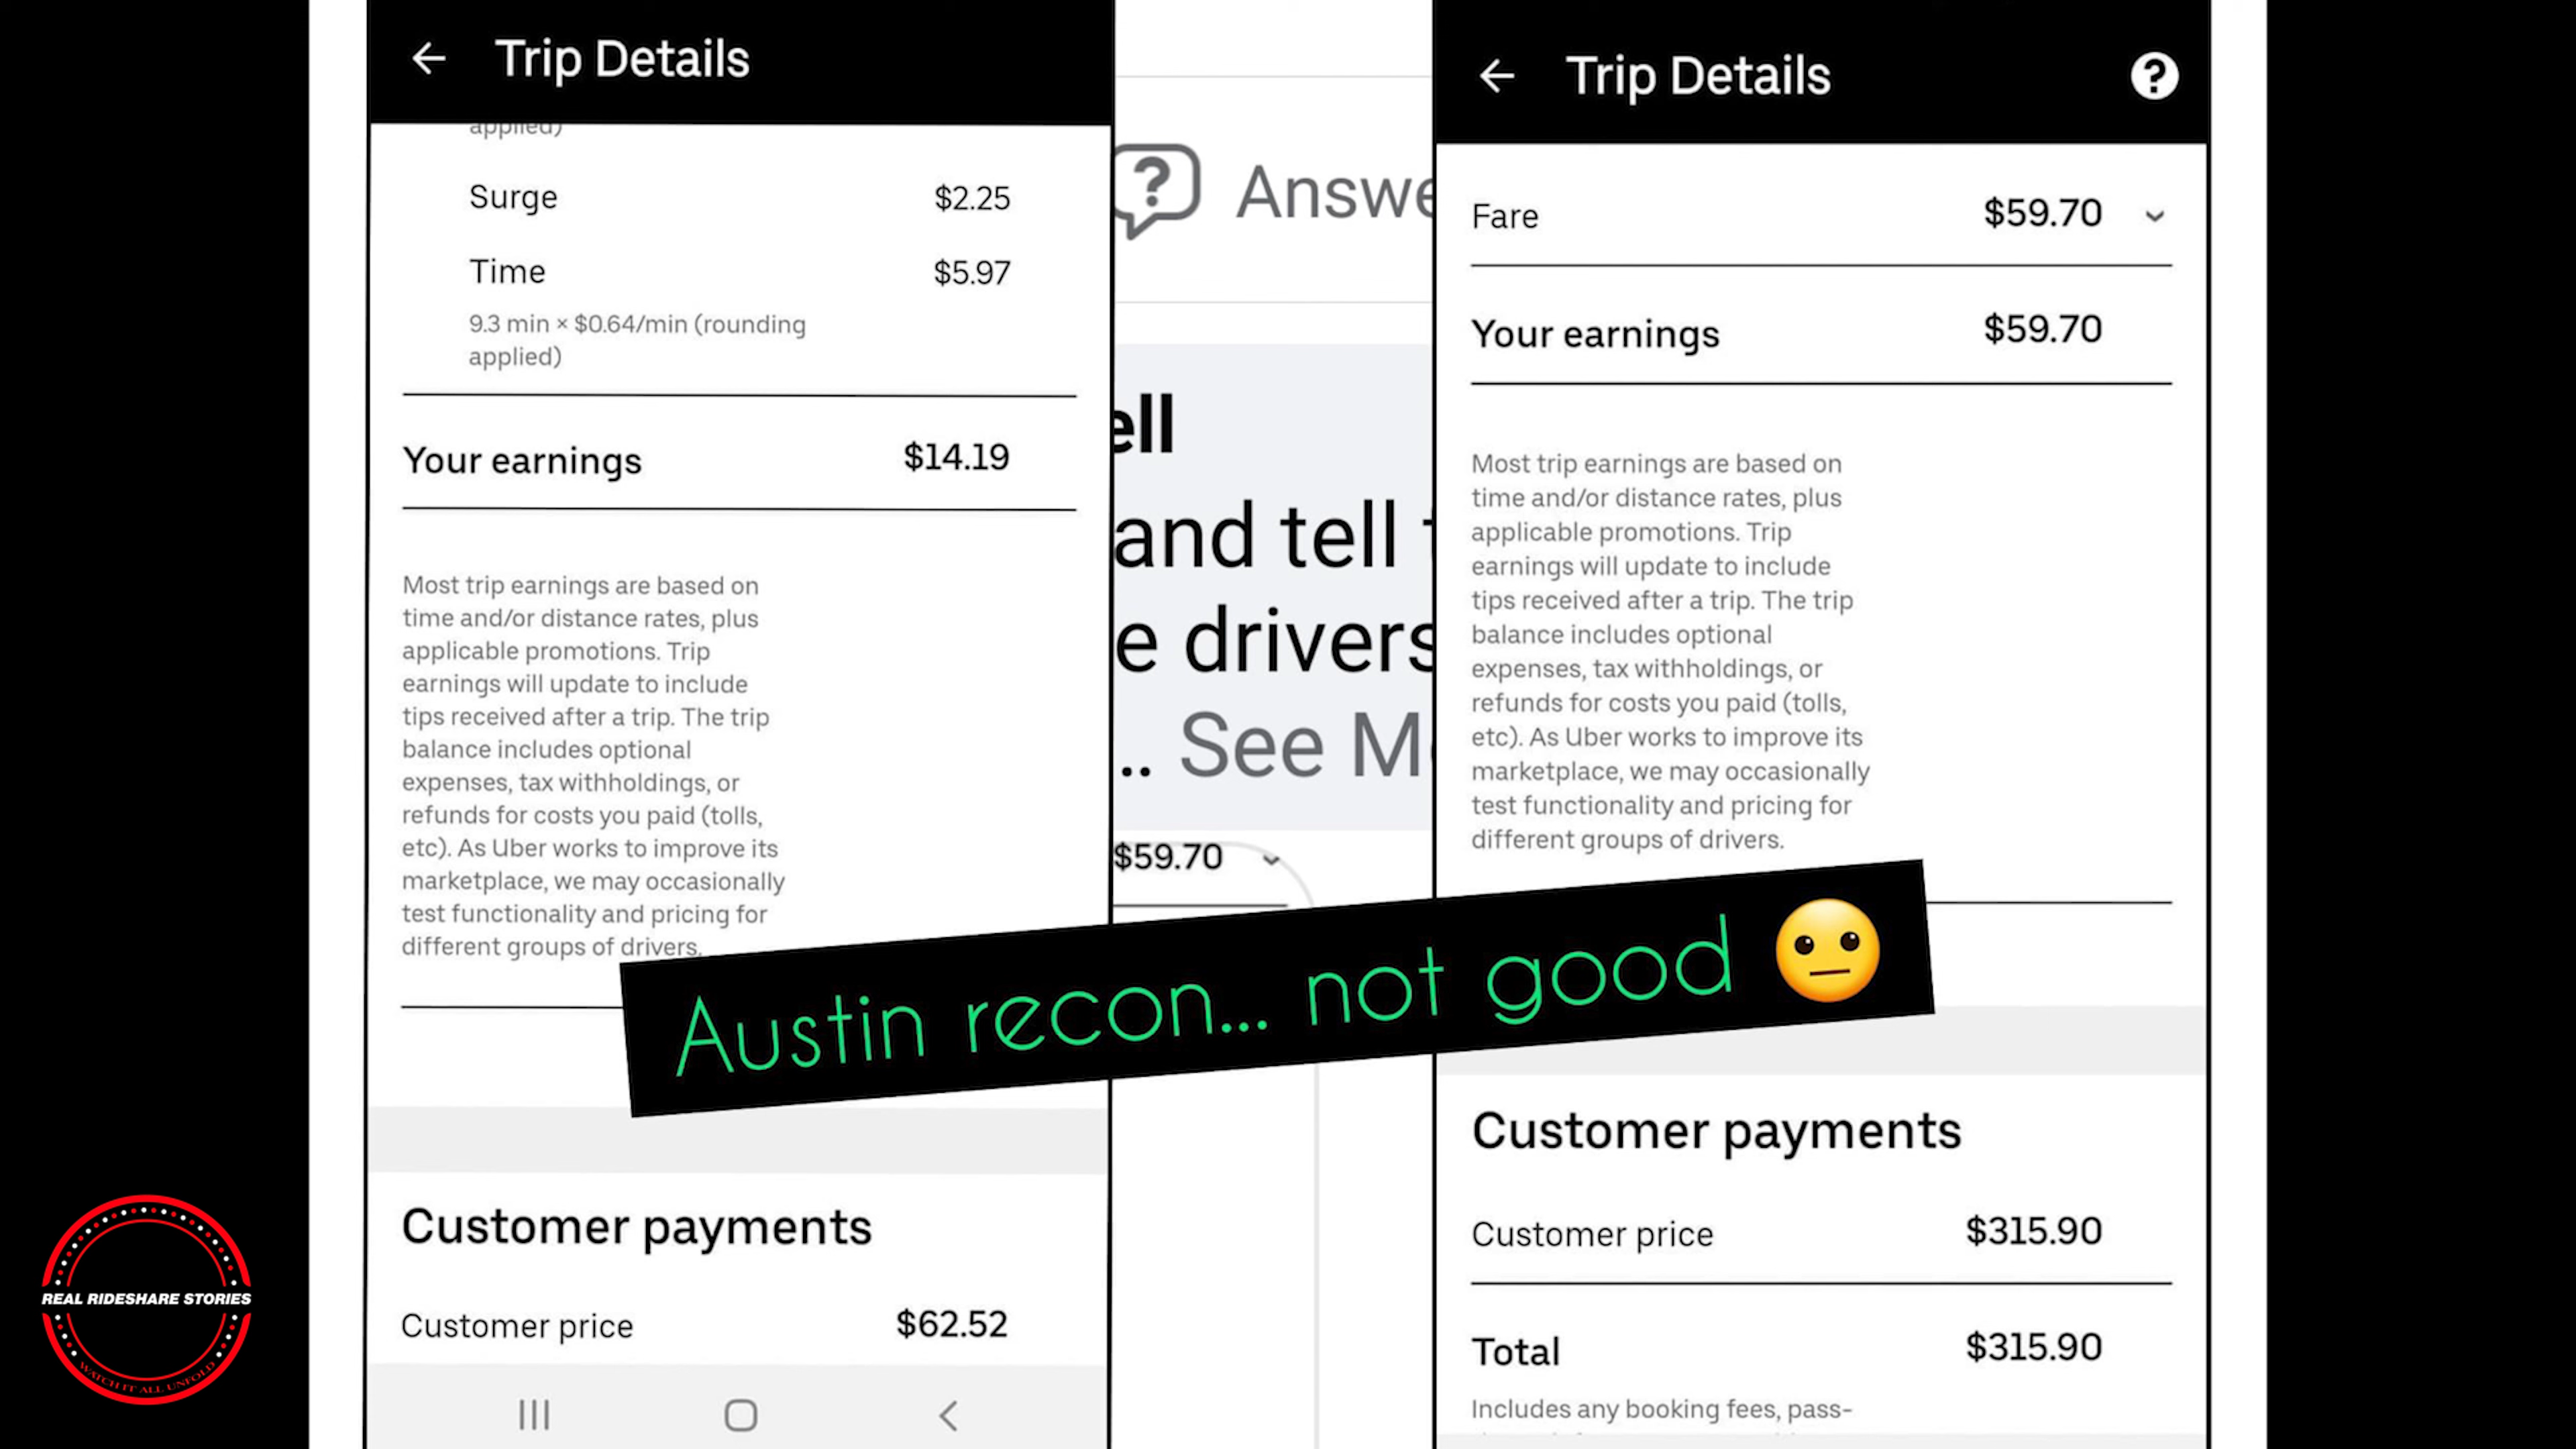 Trip Details
applied)
Surge $2.25
Time $5.97
9.3 min × $0.64/min (rounding
applied)
Your earnings $14.19
Most trip earnings are based on
time and/or distance rates, plus
applicable promotions. Trip
earnings will update to include
tips received after a trip. The trip
balance includes optional
expenses, tax withholdings, or
refunds for costs you paid (tolls,
etc). As Uber works to improve its
marketplace, we may occasionally
test functionality and pricing for
different groups of drivers.
Customer payments
Customer price $62.52
Answe
ell
and tell
e drivers
.. See M
$59.70
Trip Details
Fare $59.70
Your earnings $59.70
Most trip earnings are based on
time and/or distance rates, plus
applicable promotions. Trip
earnings will update to include
tips received after a trip. The trip
balance includes optional
expenses, tax withholdings, or
refunds for costs you paid (tolls,
etc). As Uber works to improve its
marketplace, we may occasionally
test functionality and pricing for
different groups of drivers.
Customer payments
Customer price $315.90
Total $315.90
Includes any booking fees, pass-
Austin recon... not good 😐
REAL RIDESHARE STORIES
WATCH IT ALL UNFOLD